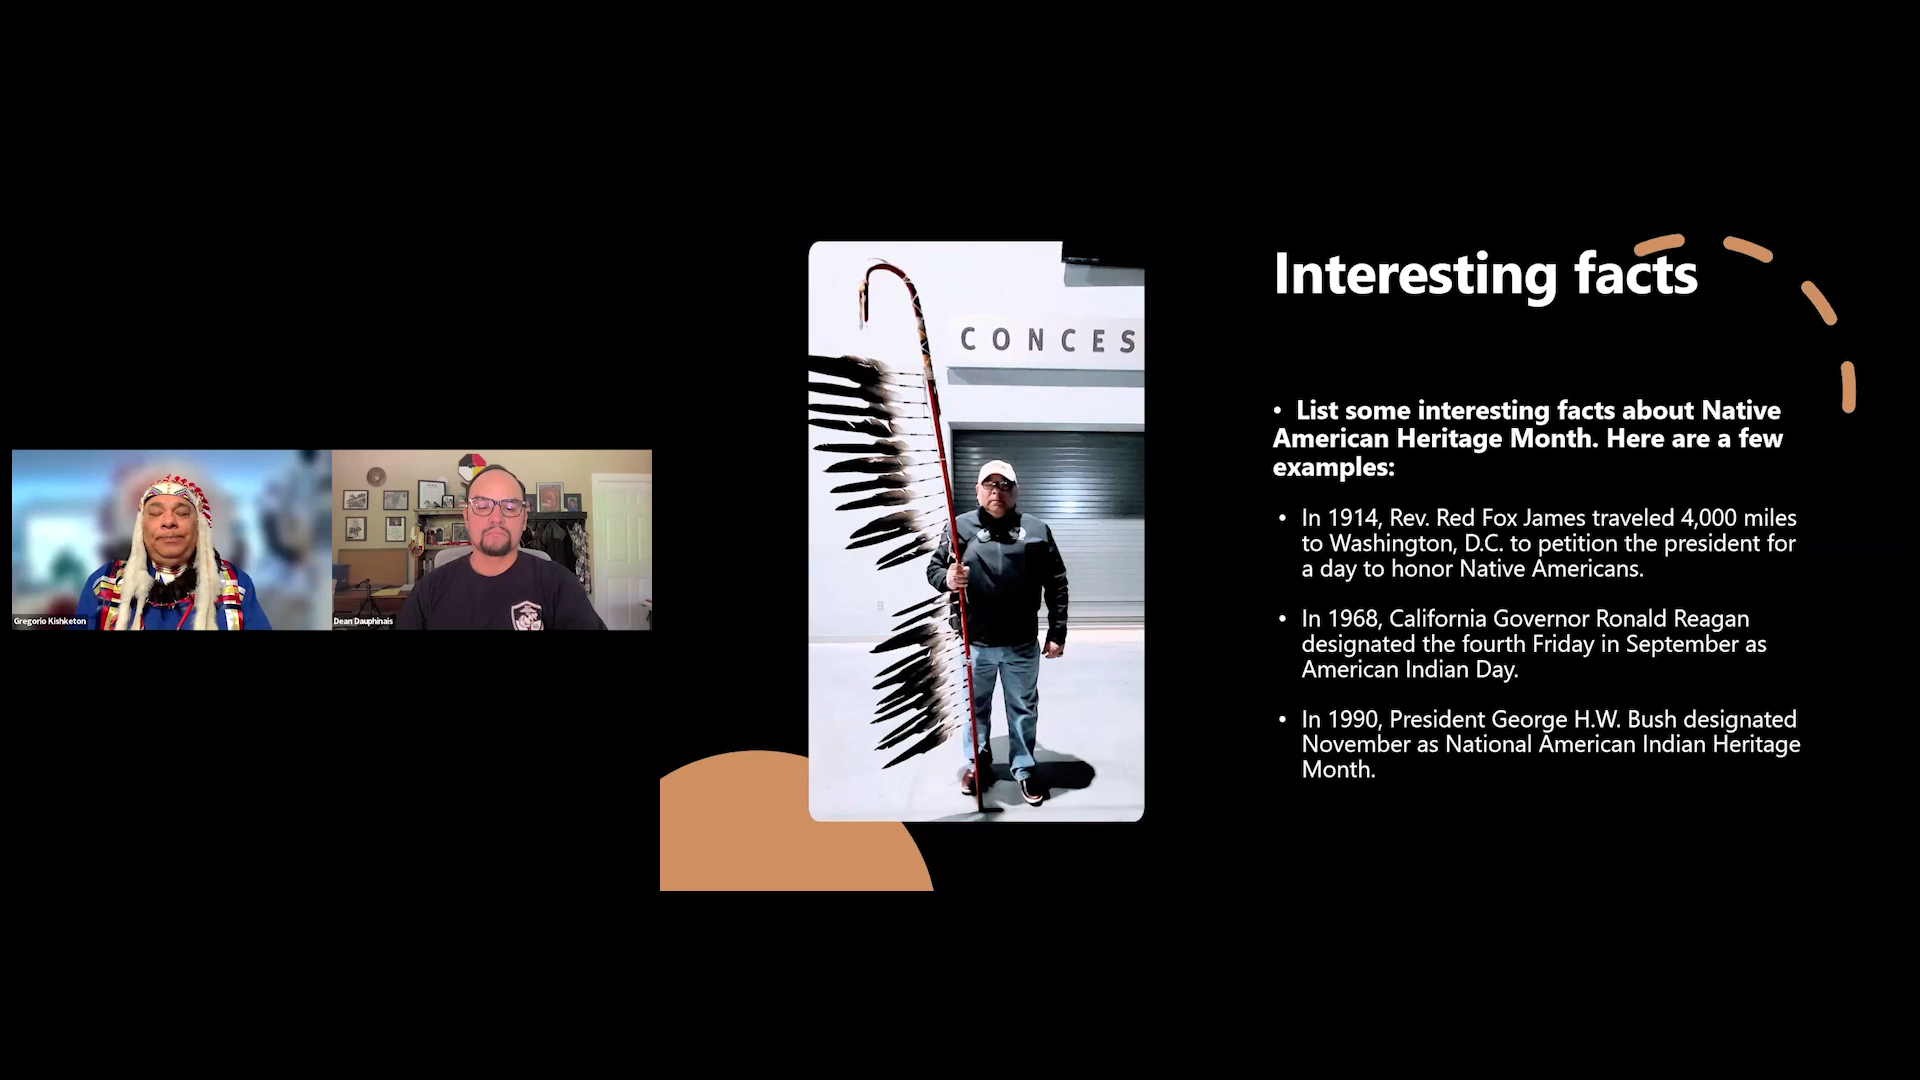 Interesting facts
• List some interesting facts about Native
American Heritage Month. Here are a few
examples:
• In 1914, Rev. Red Fox James traveled 4,000 miles
to Washington, D.C. to petition the president for
a day to honor Native Americans.
• In 1968, California Governor Ronald Reagan
designated the fourth Friday in September as
American Indian Day.
• In 1990, President George H.W. Bush designated
November as National American Indian Heritage
Month.
CONCES
Gregorio Kishketon
Dean Dauphinais